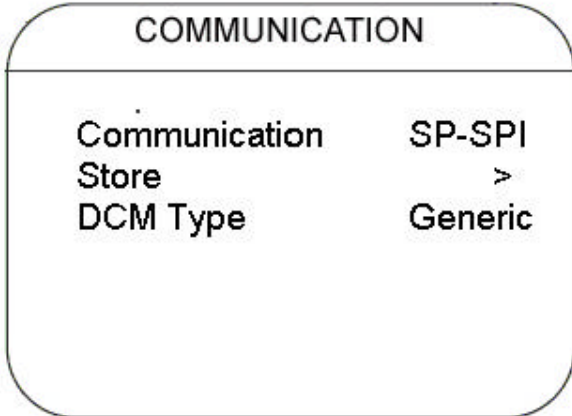 COMMUNICATION
Communication SP-SPI
Store >
DCM Type Generic